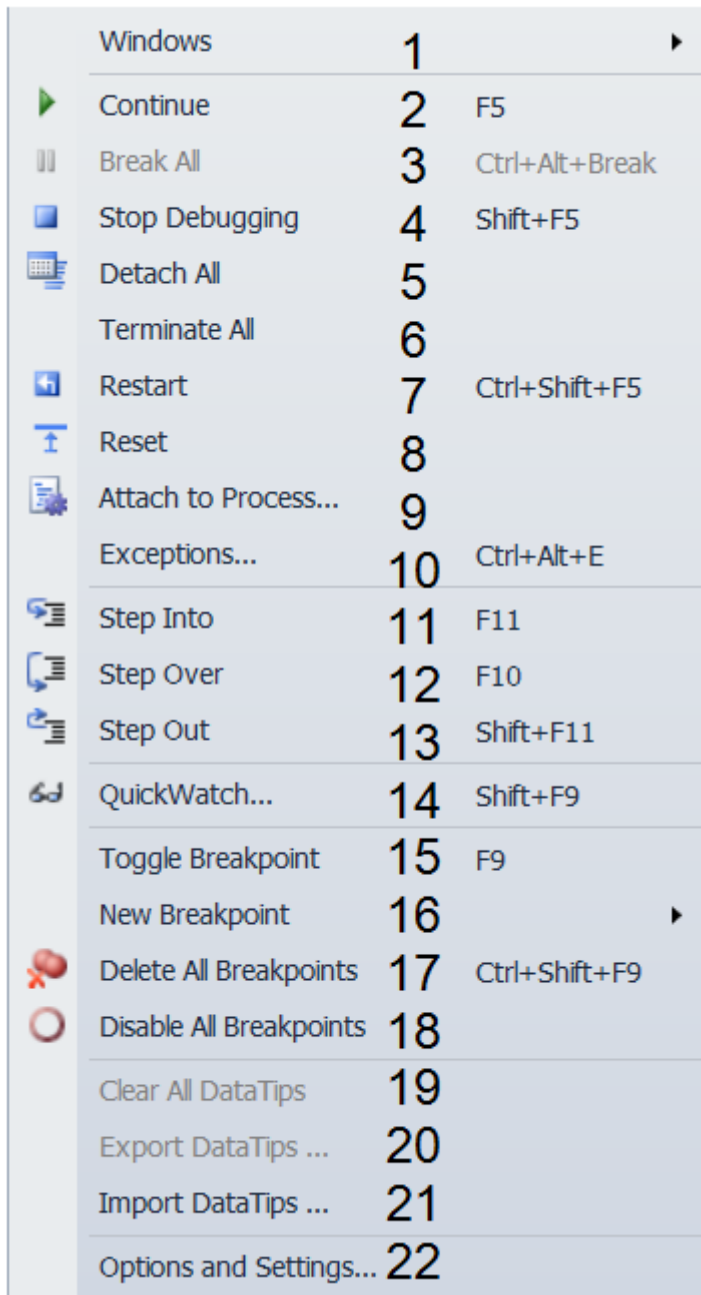 Windows 1
Continue 2 F5
Break All 3 Ctrl+Alt+Break
Stop Debugging 4 Shift+F5
Detach All 5
Terminate All 6
Restart 7 Ctrl+Shift+F5
Reset 8
Attach to Process... 9
Exceptions... 10 Ctrl+Alt+E
Step Into 11 F11
Step Over 12 F10
Step Out 13 Shift+F11
QuickWatch... 14 Shift+F9
Toggle Breakpoint 15 F9
New Breakpoint 16
Delete All Breakpoints 17 Ctrl+Shift+F9
Disable All Breakpoints 18
Clear All DataTips 19
Export DataTips ... 20
Import DataTips ... 21
Options and Settings... 22